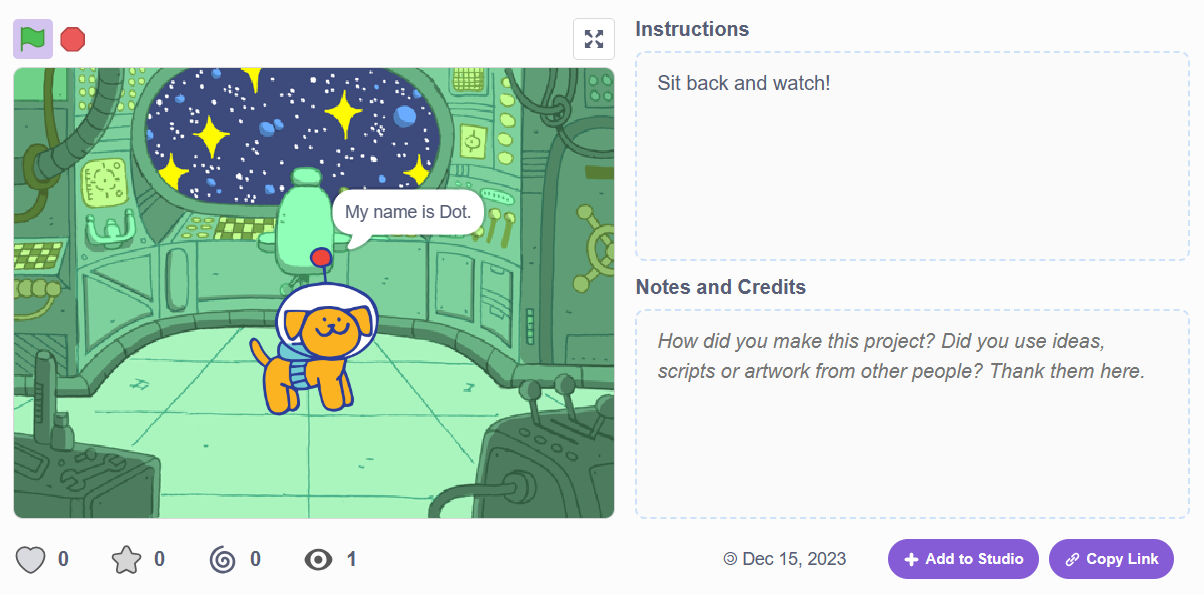 Instructions
Sit back and watch!
My name is Dot.
Notes and Credits
How did you make this project? Did you use ideas,
scripts or artwork from other people? Thank them here.
0
0
0
1
Dec 15, 2023
Add to Studio
Copy Link